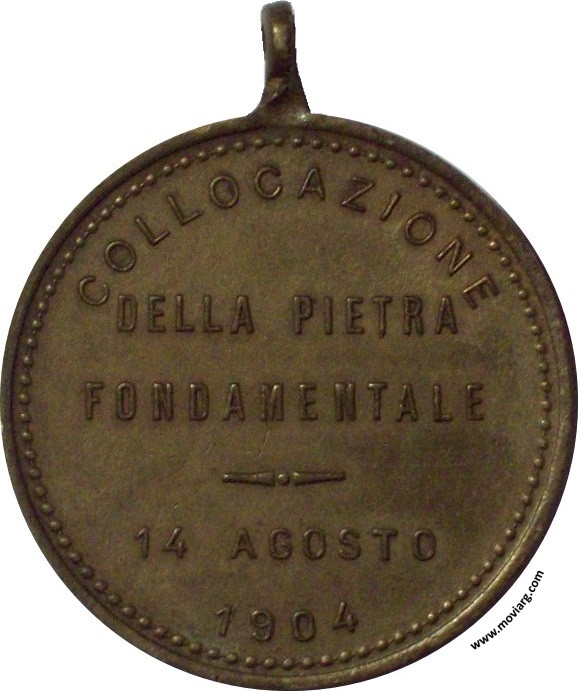 COLLOCAZIONE
DELLA PIETRA
FONDAMENTALE
14 AGOSTO
1904
www.moviarg.com